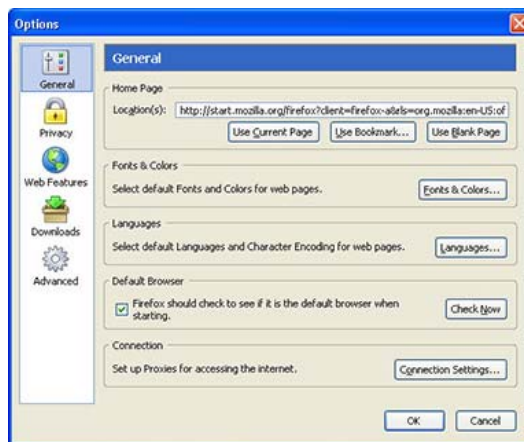 Options
General
Privacy
Web Features
Downloads
Advanced
General
Home Page
Location(s): http://start.mozilla.org/firefox?client=firefox-a&rls=org.mozilla:en-US:of
Use Current Page Use Bookmark... Use Blank Page
Fonts & Colors
Select default Fonts and Colors for web pages. Fonts & Colors...
Languages
Select default Languages and Character Encoding for web pages. Languages...
Default Browser
Firefox should check to see if it is the default browser when
starting.
Check Now
Connection
Set up Proxies for accessing the internet. Connection Settings...
OK Cancel